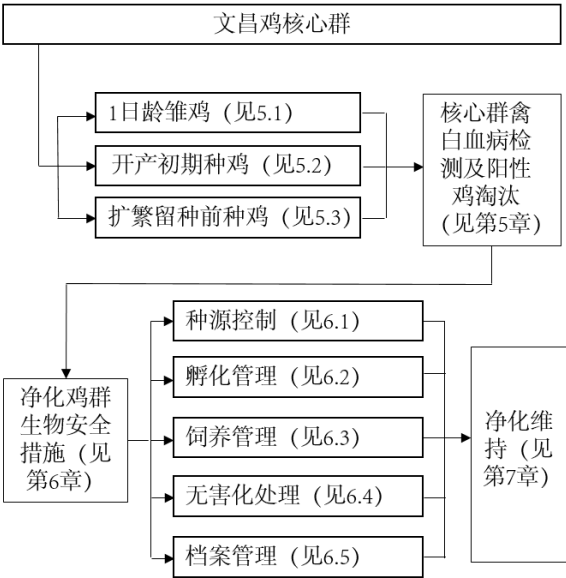 文昌鸡核心群
1日龄雏鸡（见5.1）
开产初期种鸡（见5.2）
扩繁留种前种鸡（见5.3）
核心群禽
白血病检
测及阳性
鸡淘汰
（见第5章）
种源控制（见6.1）
孵化管理（见6.2）
饲养管理（见6.3）
无害化处理（见6.4）
档案管理（见6.5）
净化鸡群
生物安全
措施（见
第6章）
净化维
持（见
第7章）